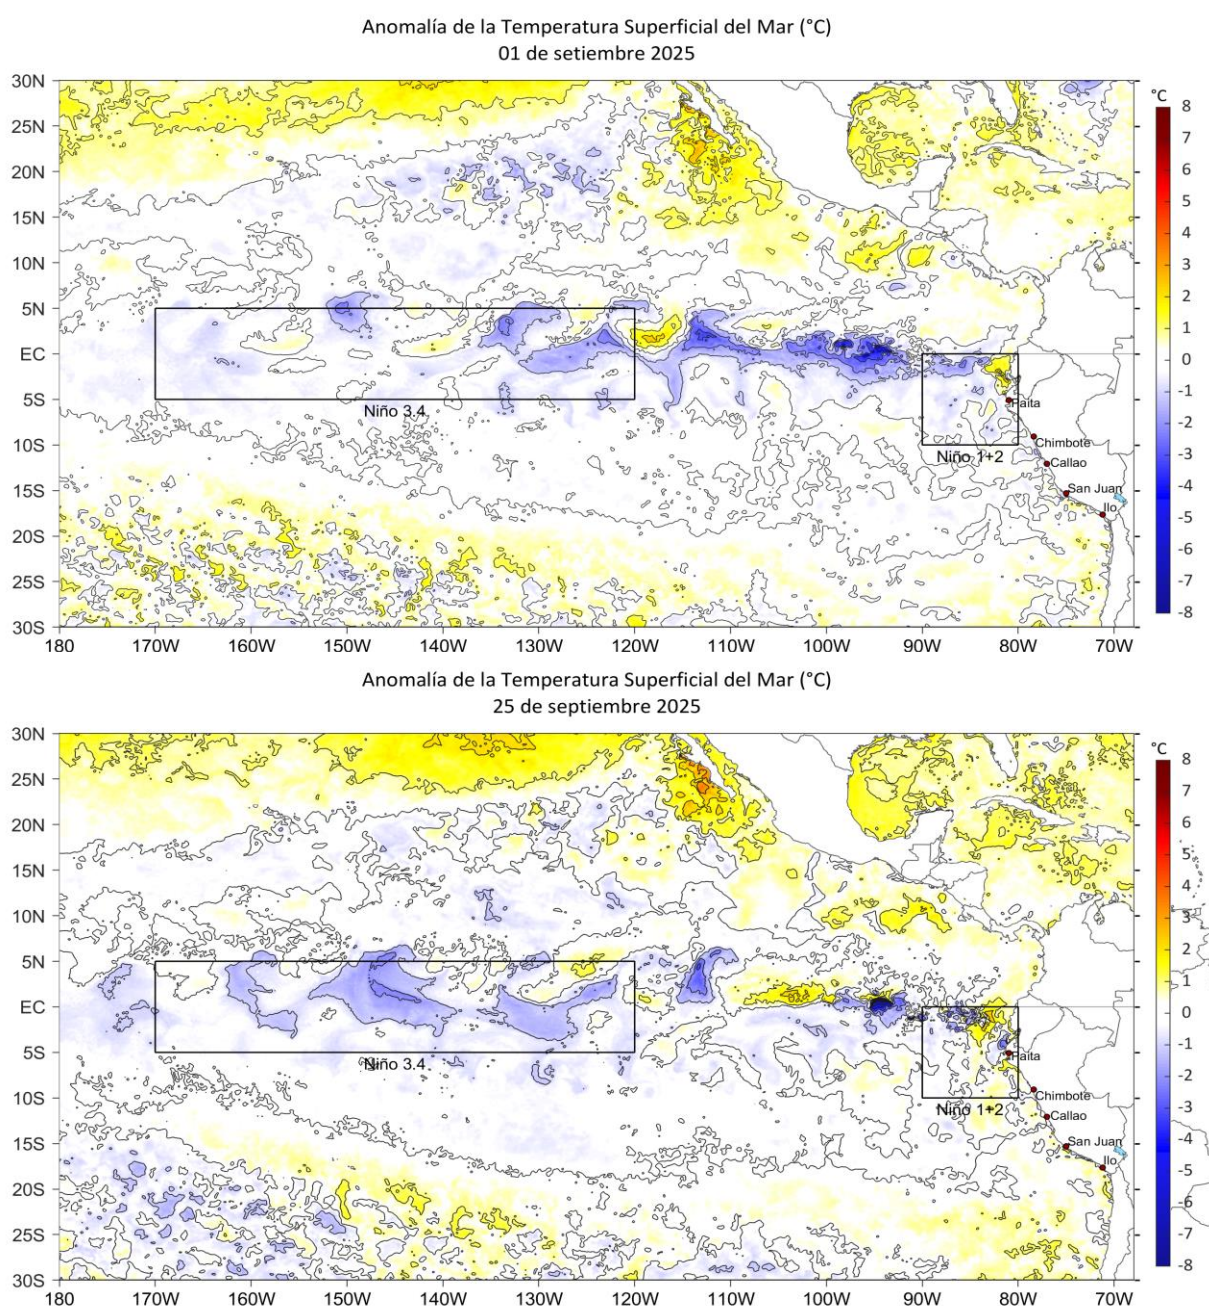 Anomalía de la Temperatura Superficial del Mar (°C)
01 de setiembre 2025
30N
25N
20N
15N
10N
5N
EC
5S
10S
15S
20S
25S
30S
180 170W 160W 150W 140W 130W 120W 110W 100W 90W 80W 70W
Niño 3.4
Niño 1+2
Paita
Chimbote
Callao
San Juan
Ilo
°C
8
7
6
5
4
3
2
1
0
-1
-2
-3
-4
-5
-6
-7
-8
Anomalía de la Temperatura Superficial del Mar (°C)
25 de septiembre 2025
30N
25N
20N
15N
10N
5N
EC
5S
10S
15S
20S
25S
30S
180 170W 160W 150W 140W 130W 120W 110W 100W 90W 80W 70W
Niño 3.4
Niño 1+2
Paita
Chimbote
Callao
San Juan
Ilo
°C
8
7
6
5
4
3
2
1
0
-1
-2
-3
-4
-5
-6
-7
-8